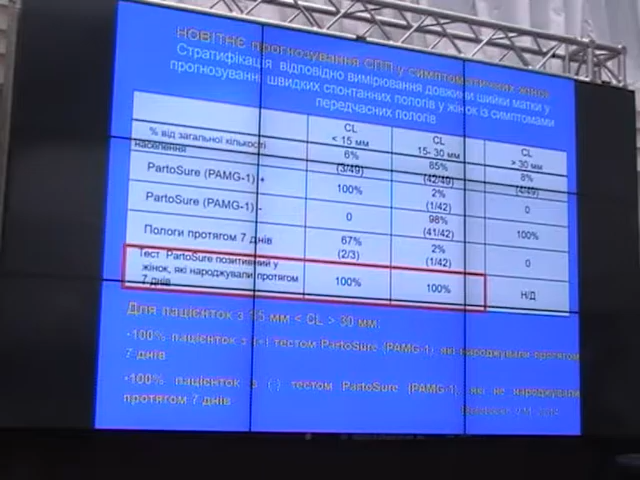 НОВІТНЄ прогнозування СПП у симптоматичних жінок
Стратифікація відповідно вимірювання довжини шийки матки у
прогнозуванні швидких спонтанних пологів у жінок із симптомами
передчасних пологів
CL
< 15 мм
CL
15- 30 мм
CL
> 30 мм
% від загальної кількості
населення
6%
(3/49)
85%
(42/49)
8%
(4/49)
PartoSure (PAMG-1) +
100%
2%
(1/42)
0
PartoSure (PAMG-1) -
0
98%
(41/42)
100%
Пологи протягом 7 днів
67%
(2/3)
2%
(1/42)
0
Тест PartoSure позитивний у
жінок, які народжували протягом
7 днів
100%
100%
Н/Д
Для пацієнток з 15 мм < CL > 30 мм:
-100% пацієнток з (+) тестом PartoSure (PAMG-1), які народжували протягом
7 днів
-100% пацієнток з (-) тестом PartoSure (PAMG-1), які не народжували
протягом 7 днів